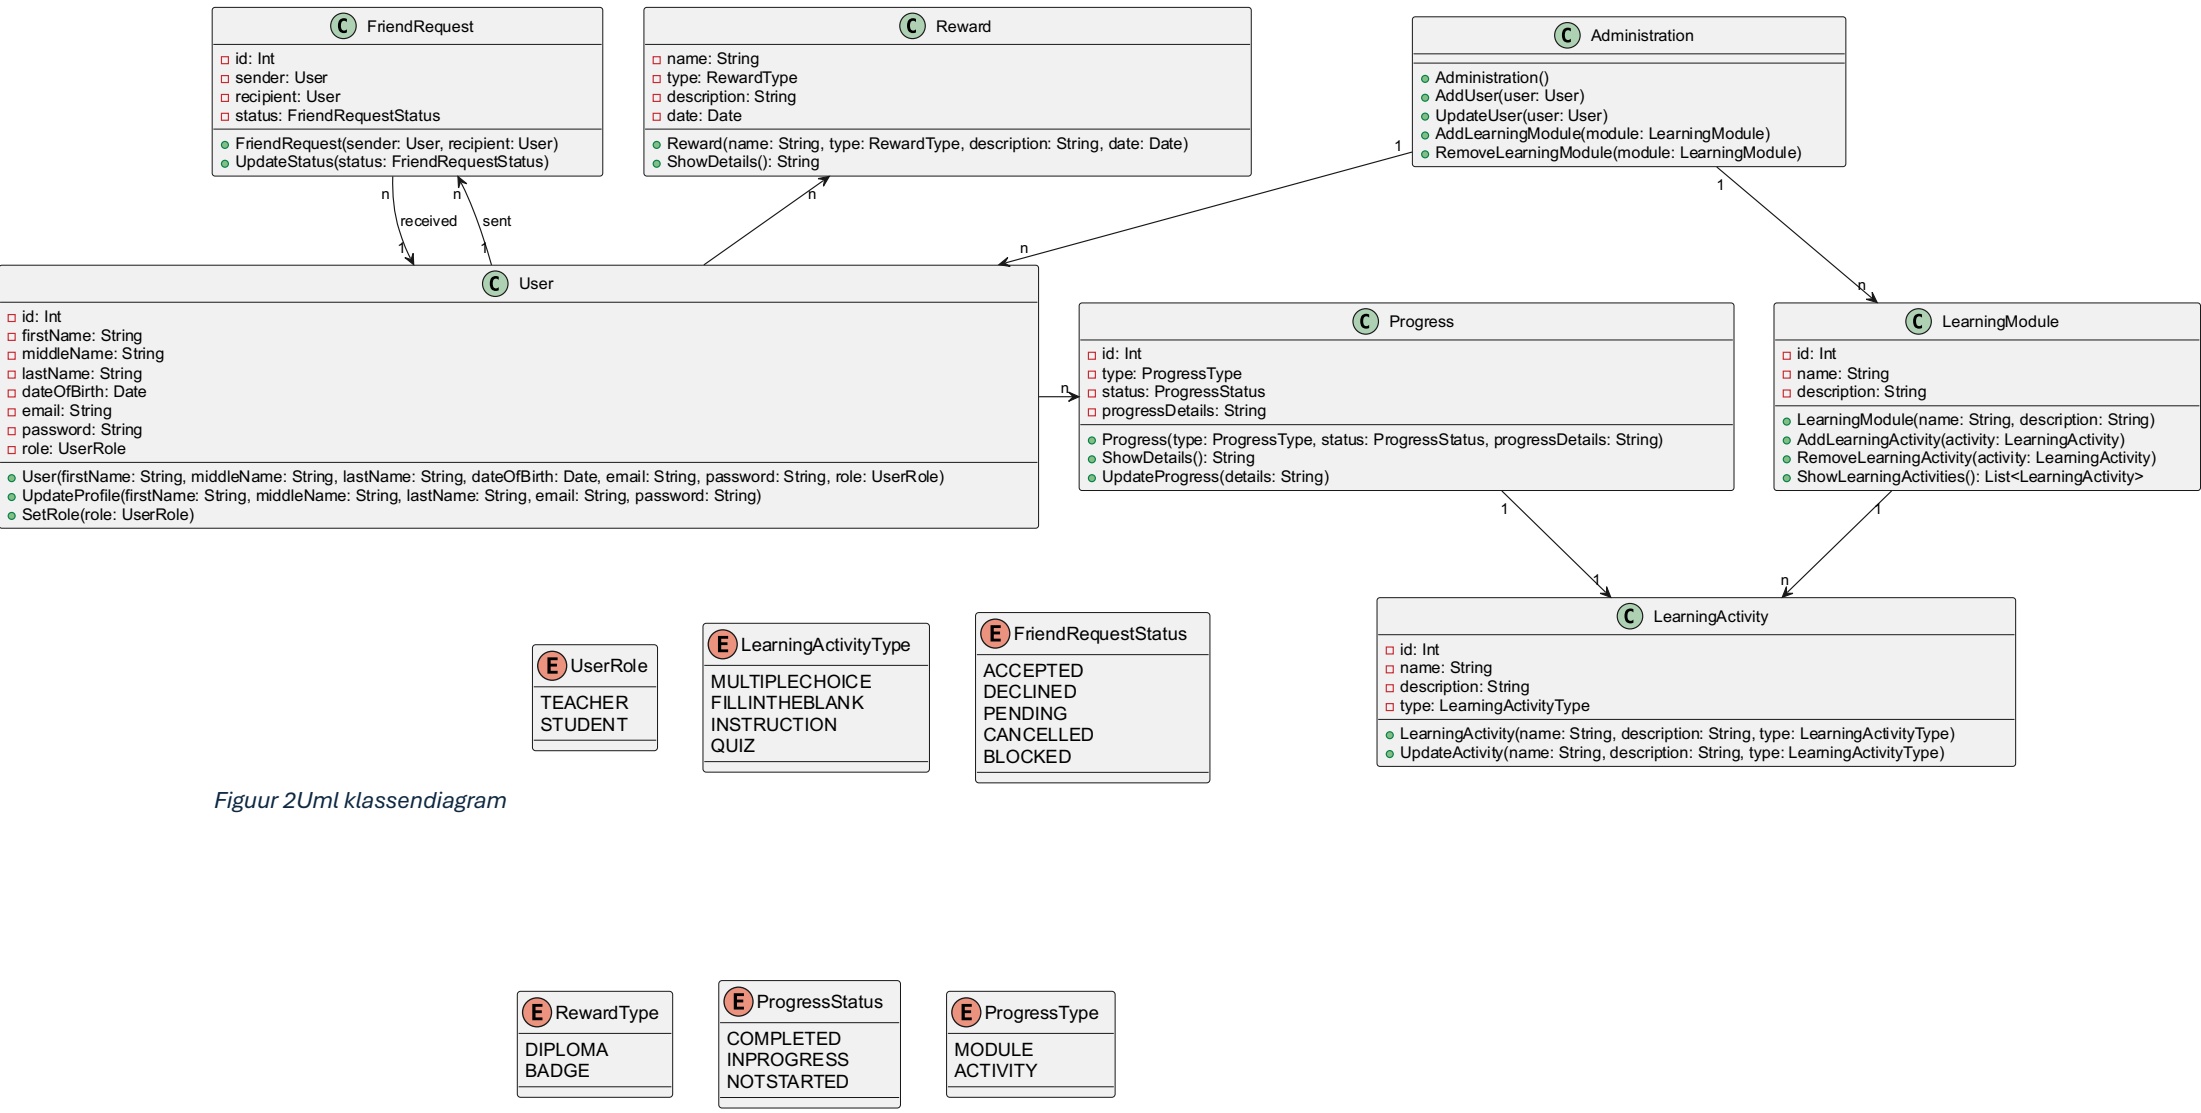 FriendRequest
id: Int
sender: User
recipient: User
status: FriendRequestStatus
FriendRequest(sender: User, recipient: User)
UpdateStatus(status: FriendRequestStatus)
Reward
name: String
type: RewardType
description: String
date: Date
Reward(name: String, type: RewardType, description: String, date: Date)
ShowDetails(): String
Administration
Administration()
AddUser(user: User)
UpdateUser(user: User)
AddLearningModule(module: LearningModule)
RemoveLearningModule(module: LearningModule)
n
received
1
n
sent
1
n
1
n
1
n
User
id: Int
firstName: String
middleName: String
lastName: String
dateOfBirth: Date
email: String
password: String
role: UserRole
User(firstName: String, middleName: String, lastName: String, dateOfBirth: Date, email: String, password: String, role: UserRole)
UpdateProfile(firstName: String, middleName: String, lastName: String, email: String, password: String)
SetRole(role: UserRole)
n
Progress
id: Int
type: ProgressType
status: ProgressStatus
progressDetails: String
Progress(type: ProgressType, status: ProgressStatus, progressDetails: String)
ShowDetails(): String
UpdateProgress(details: String)
LearningModule
id: Int
name: String
description: String
LearningModule(name: String, description: String)
AddLearningActivity(activity: LearningActivity)
RemoveLearningActivity(activity: LearningActivity)
ShowLearningActivities(): List<LearningActivity>
1
1
1
n
UserRole
TEACHER
STUDENT
LearningActivityType
MULTIPLECHOICE
FILLINTHEBLANK
INSTRUCTION
QUIZ
FriendRequestStatus
ACCEPTED
DECLINED
PENDING
CANCELLED
BLOCKED
LearningActivity
id: Int
name: String
description: String
type: LearningActivityType
LearningActivity(name: String, description: String, type: LearningActivityType)
UpdateActivity(name: String, description: String, type: LearningActivityType)
Figuur 2Uml klassendiagram
RewardType
DIPLOMA
BADGE
ProgressStatus
COMPLETED
INPROGRESS
NOTSTARTED
ProgressType
MODULE
ACTIVITY